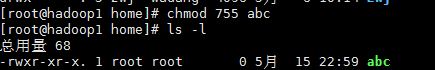 [root@hadoop1 home]# chmod 755 abc
[root@hadoop1 home]# ls -l
总用量 68
-rwxr-xr-x. 1 root root 0 5月 15 22:59 abc